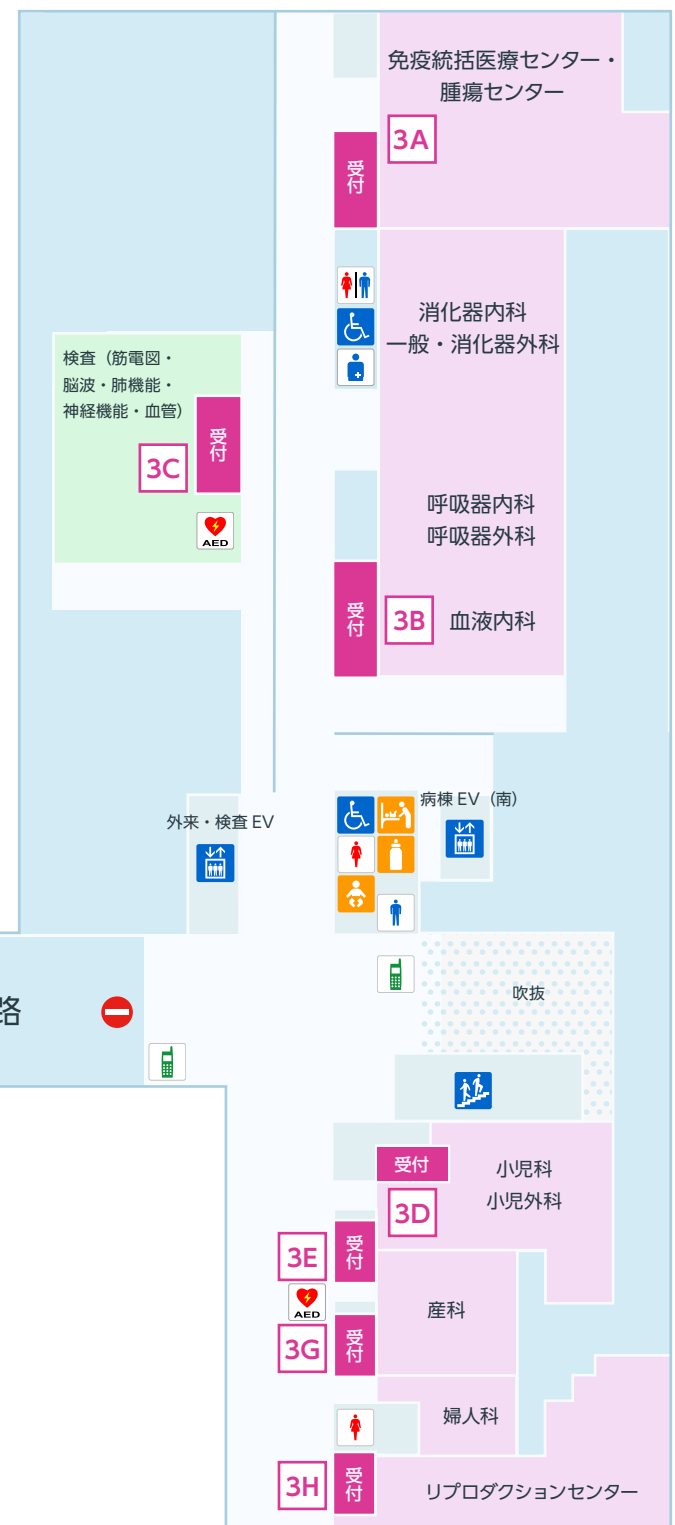 免疫統括医療センター・
腫瘍センター
3A
受付
消化器内科
一般・消化器外科
検査（筋電図・
脳波・肺機能・
神経機能・血管）
受付
3C
AED
呼吸器内科
呼吸器外科
受付
3B
血液内科
病棟 EV（南）
外来・検査 EV
吹抜
路
受付
小児科
小児外科
3D
3E
受付
AED
産科
3G
受付
婦人科
3H
受付
リプロダクションセンター